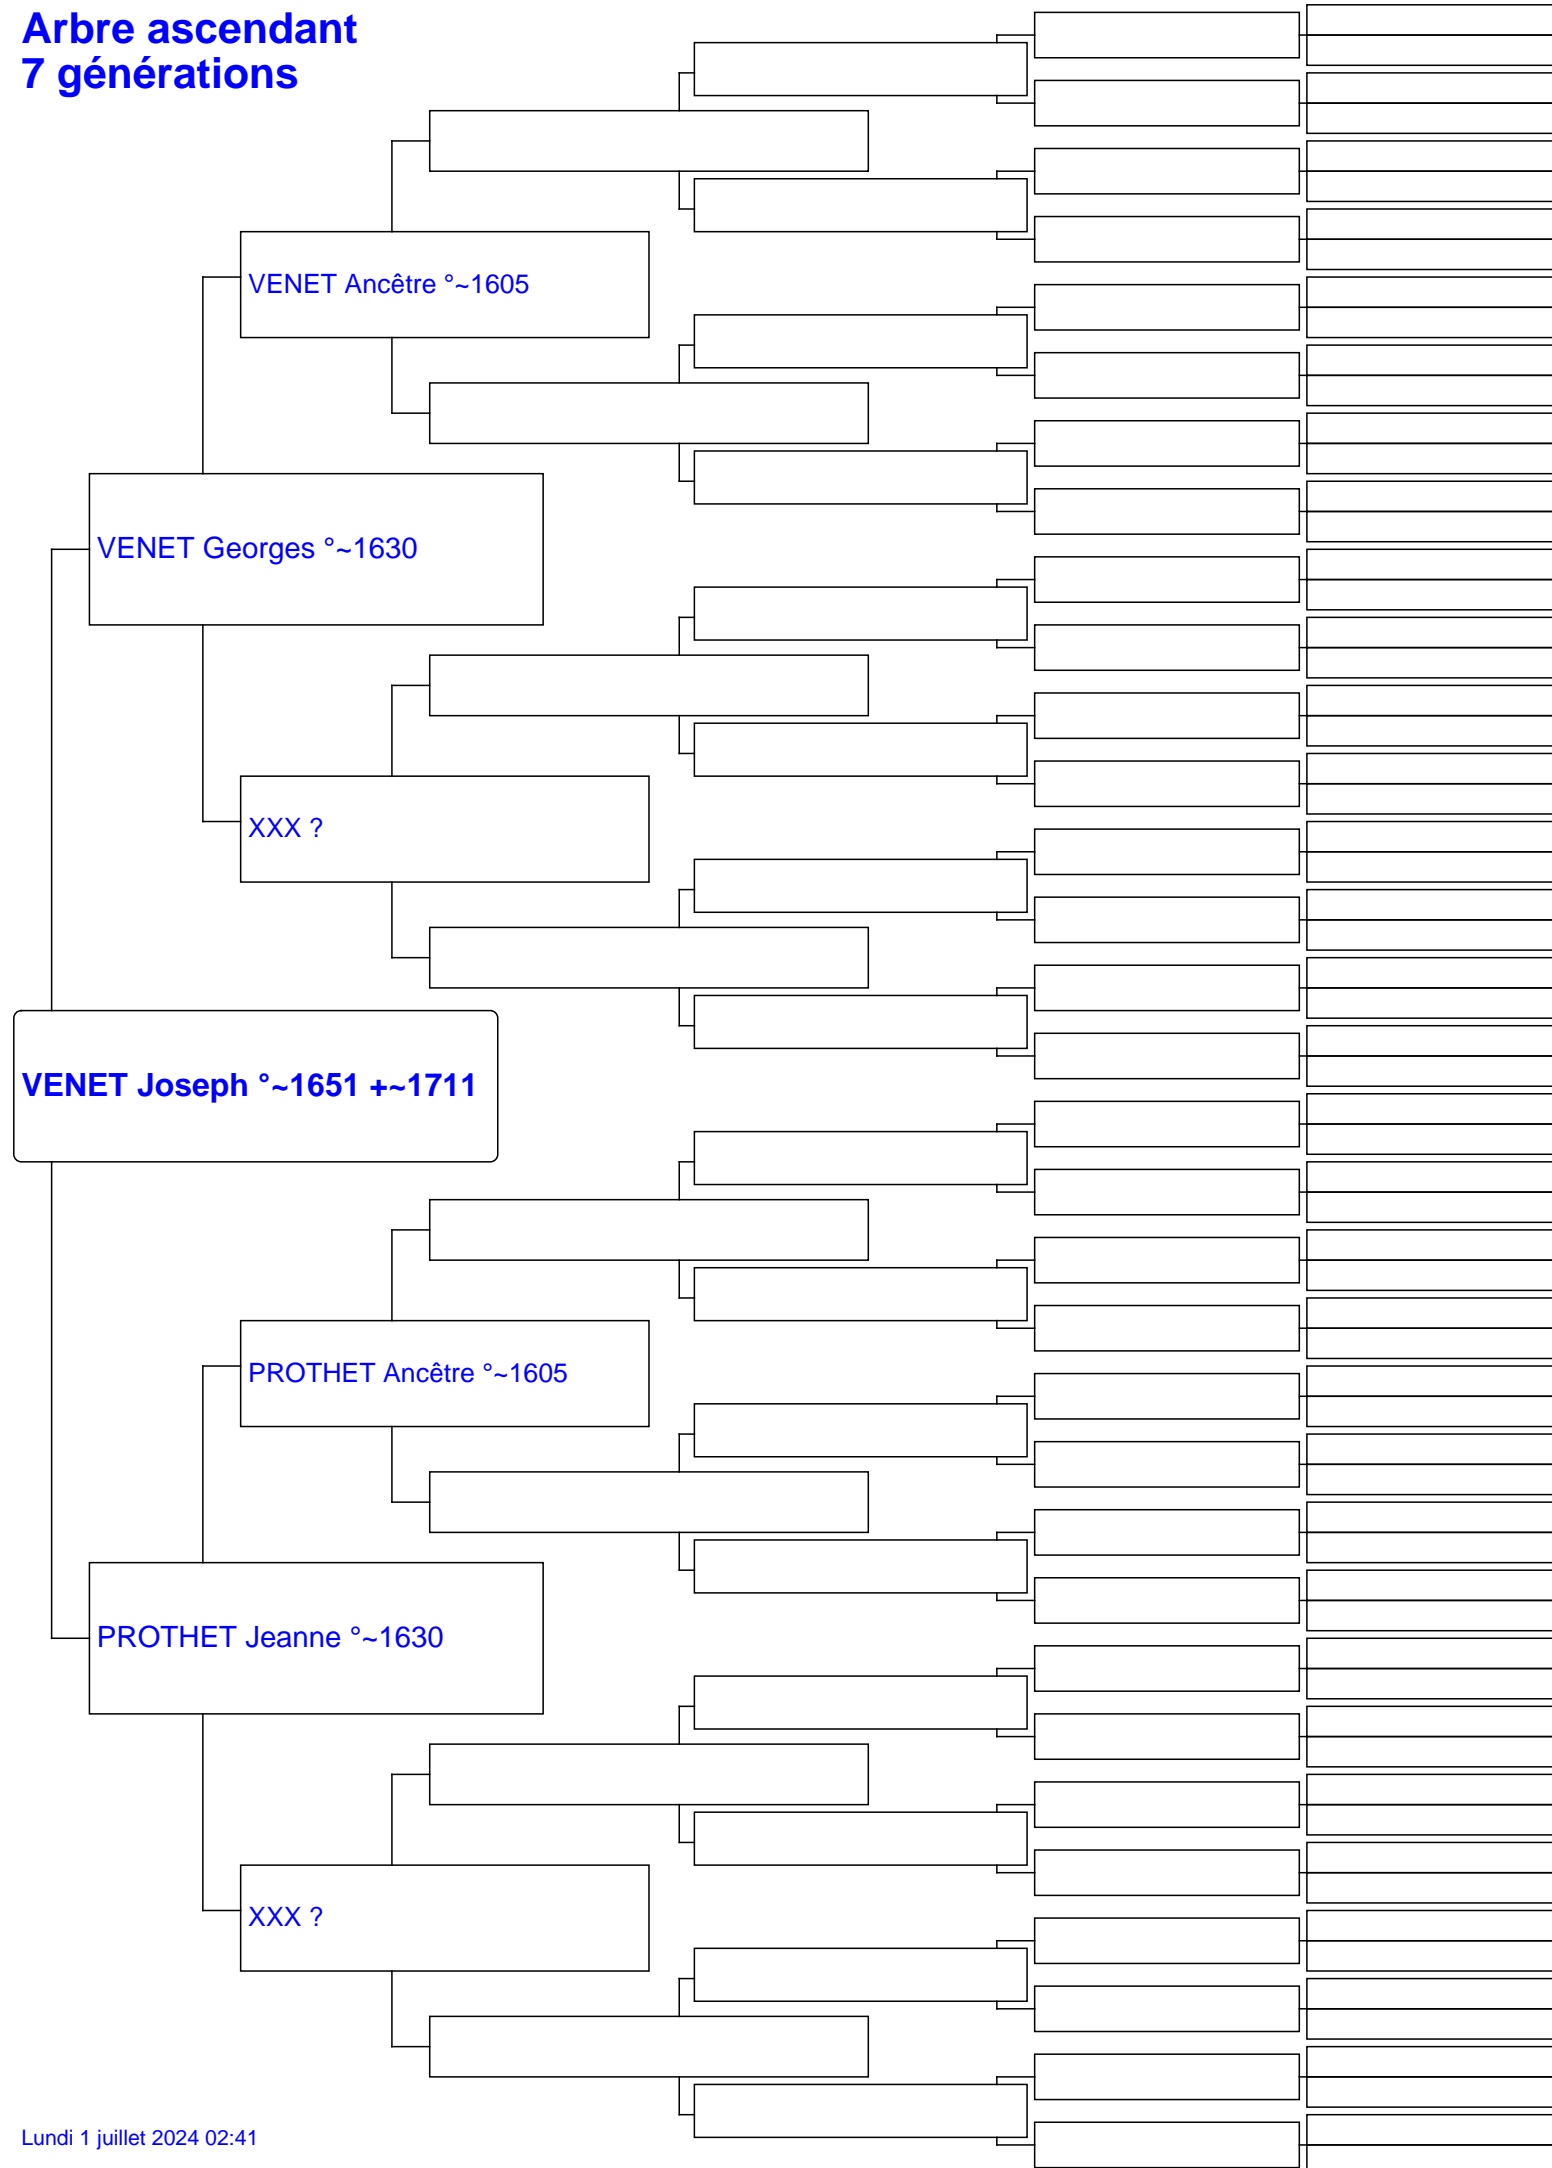 Arbre ascendant
7 générations
VENET Ancêtre °~1605
VENET Georges °~1630
XXX ?
VENET Joseph °~1651 +~1711
PROTHET Ancêtre °~1605
PROTHET Jeanne °~1630
XXX ?
Lundi 1 juillet 2024 02:41